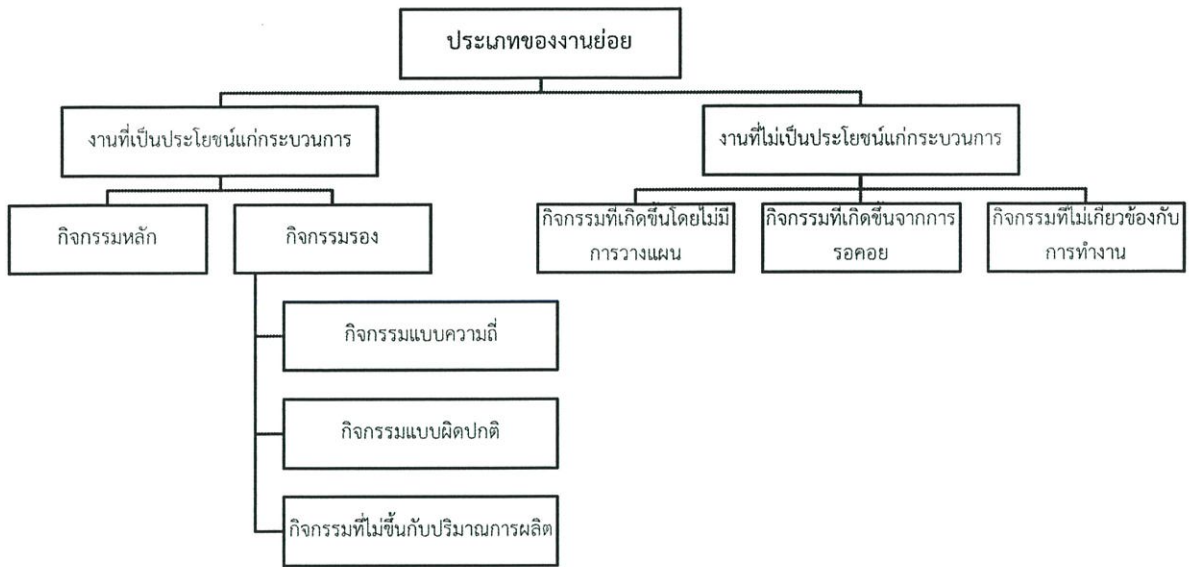 ประเภทของงานย่อย
งานที่เป็นประโยชน์แก่กระบวนการ
งานที่ไม่เป็นประโยชน์แก่กระบวนการ
กิจกรรมหลัก
กิจกรรมรอง
กิจกรรมที่เกิดขึ้นโดยไม่มี
การวางแผน
กิจกรรมที่เกิดขึ้นจากการ
รอคอย
กิจกรรมที่ไม่เกี่ยวข้องกับ
การทำงาน
กิจกรรมแบบความถี่
กิจกรรมแบบผิดปกติ
กิจกรรมที่ไม่ขึ้นกับปริมาณการผลิต